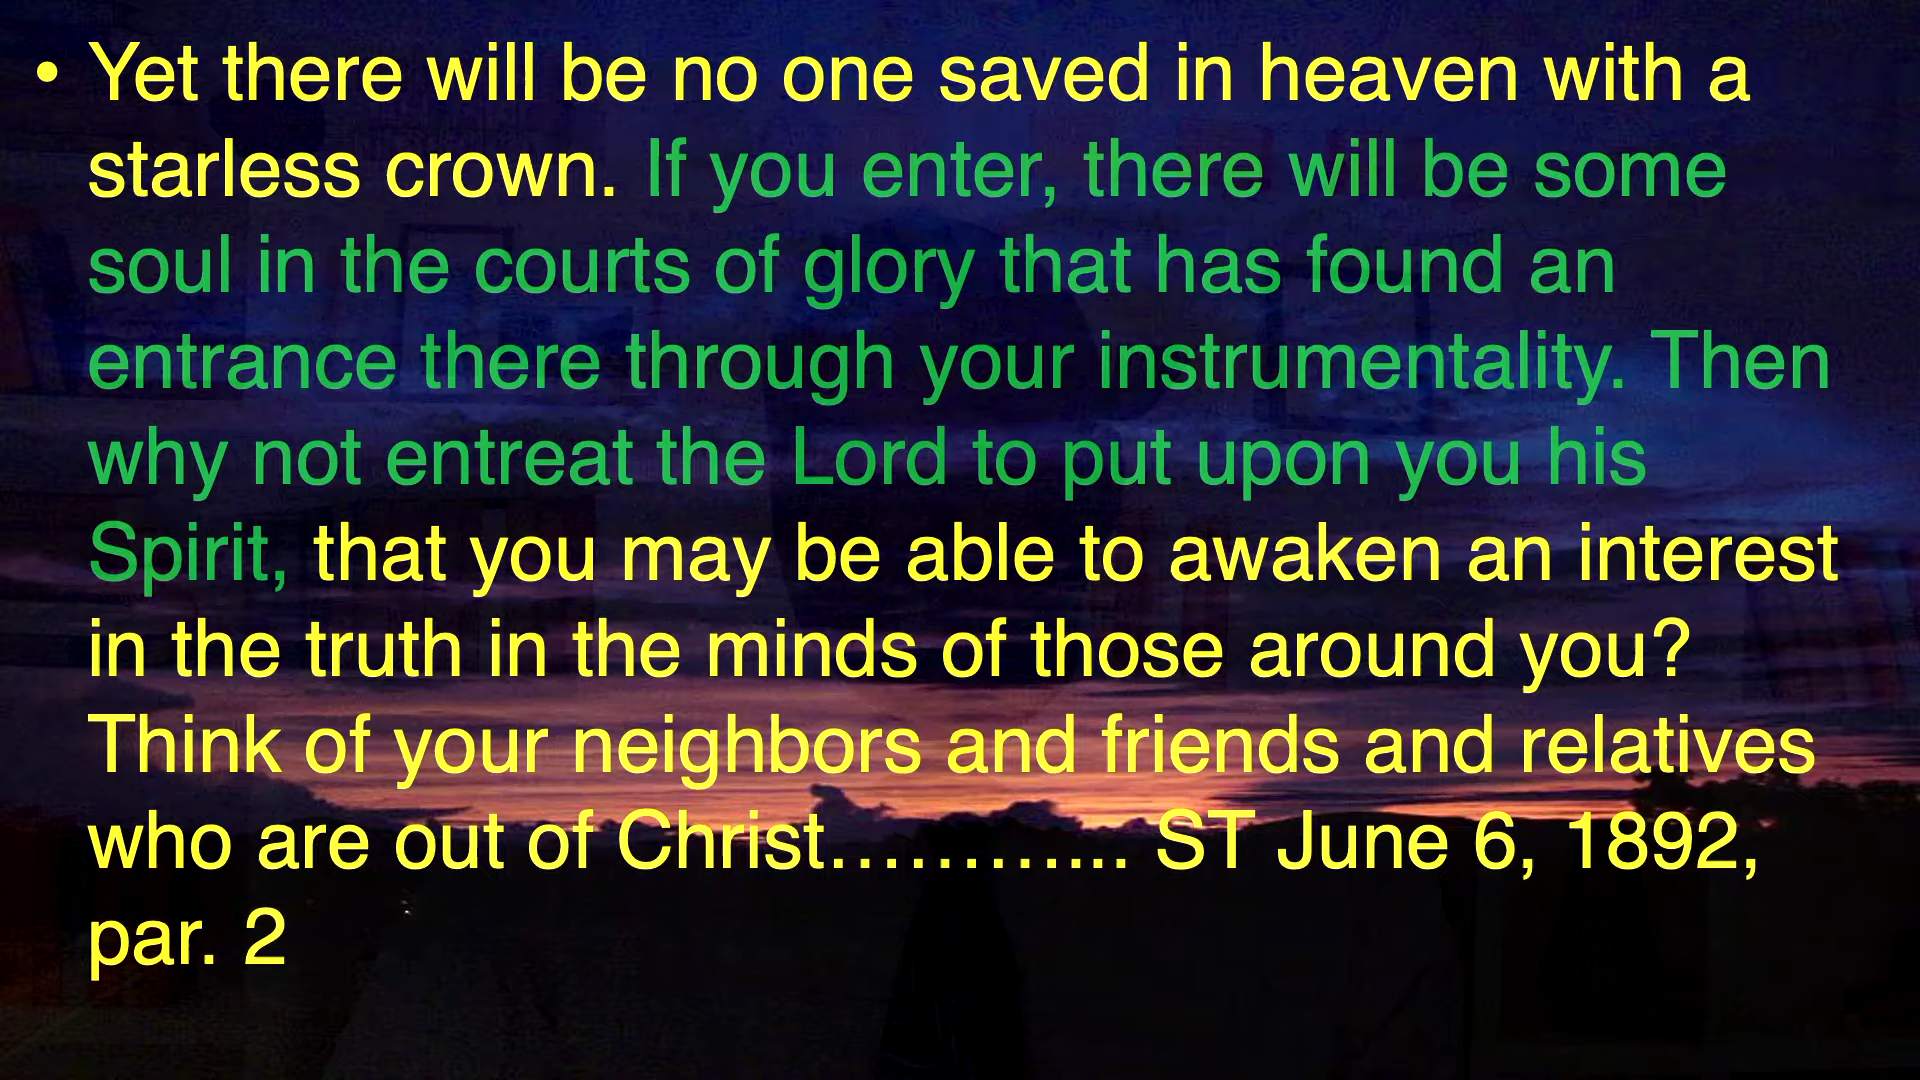 • Yet there will be no one saved in heaven with a
starless crown. If you enter, there will be some
soul in the courts of glory that has found an
entrance there through your instrumentality. Then
why not entreat the Lord to put upon you his
Spirit, that you may be able to awaken an interest
in the truth in the minds of those around you?
Think of your neighbors and friends and relatives
who are out of Christ………... ST June 6, 1892,
par. 2